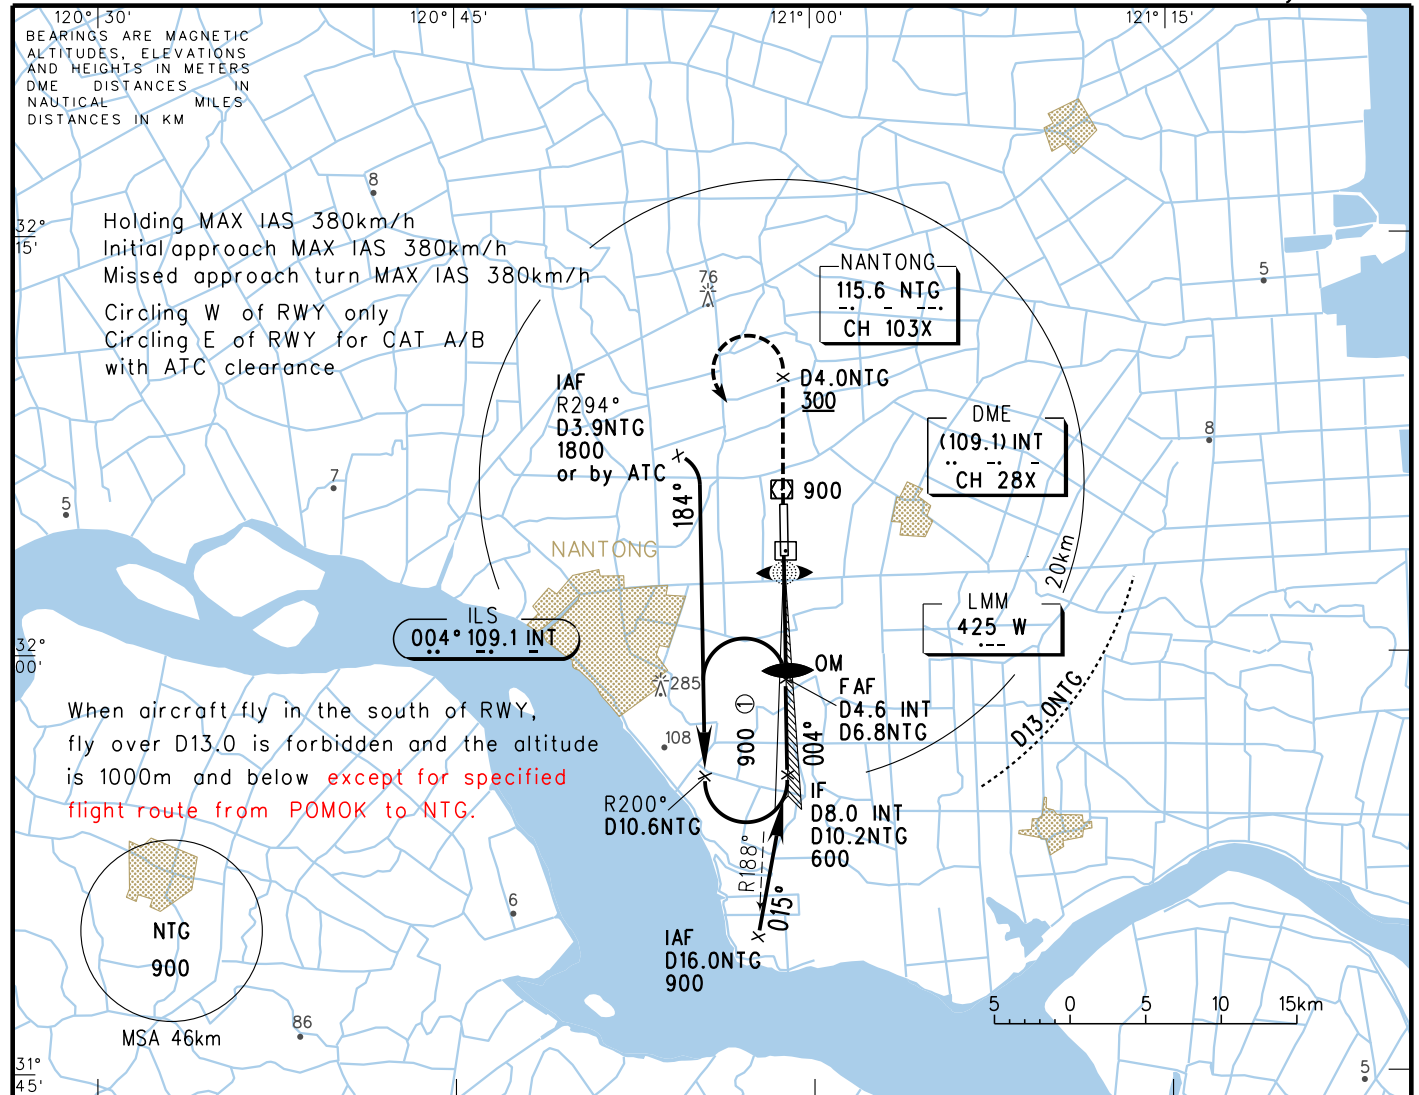 120° 30'
120° 45'
121° 00'
121° 15'
BEARINGS ARE MAGNETIC
ALTITUDES, ELEVATIONS
AND HEIGHTS IN METERS
DME DISTANCES IN
NAUTICAL MILES
DISTANCES IN KM
8
32°
15'
Holding MAX IAS 380km/h
Initial approach MAX IAS 380km/h
Missed approach turn MAX IAS 380km/h
Circling W of RWY only
Circling E of RWY for CAT A/B
with ATC clearance
76
NANTONG
115.6 NTG
CH 103X
5
D4.0NTG
300
IAF
R294°
D3.9NTG
1800
or by ATC
DME
(109.1) INT
CH 28X
8
7
5
184°
900
NANTONG
20km
ILS
004° 109.1 INT
LMM
425 W
32°
00'
OM
285
FAF
D4.6 INT
D6.8NTG
D13.0NTG
When aircraft fly in the south of RWY,
fly over D13.0 is forbidden and the altitude
is 1000m and below except for specified
flight route from POMOK to NTG.
108
900 ①
004°
R200°
D10.6NTG
IF
D8.0 INT
D10.2NTG
600
R188°
015°
NTG
900
MSA 46km
6
IAF
D16.0NTG
900
86
5 0 5 10 15km
31°
45'
5